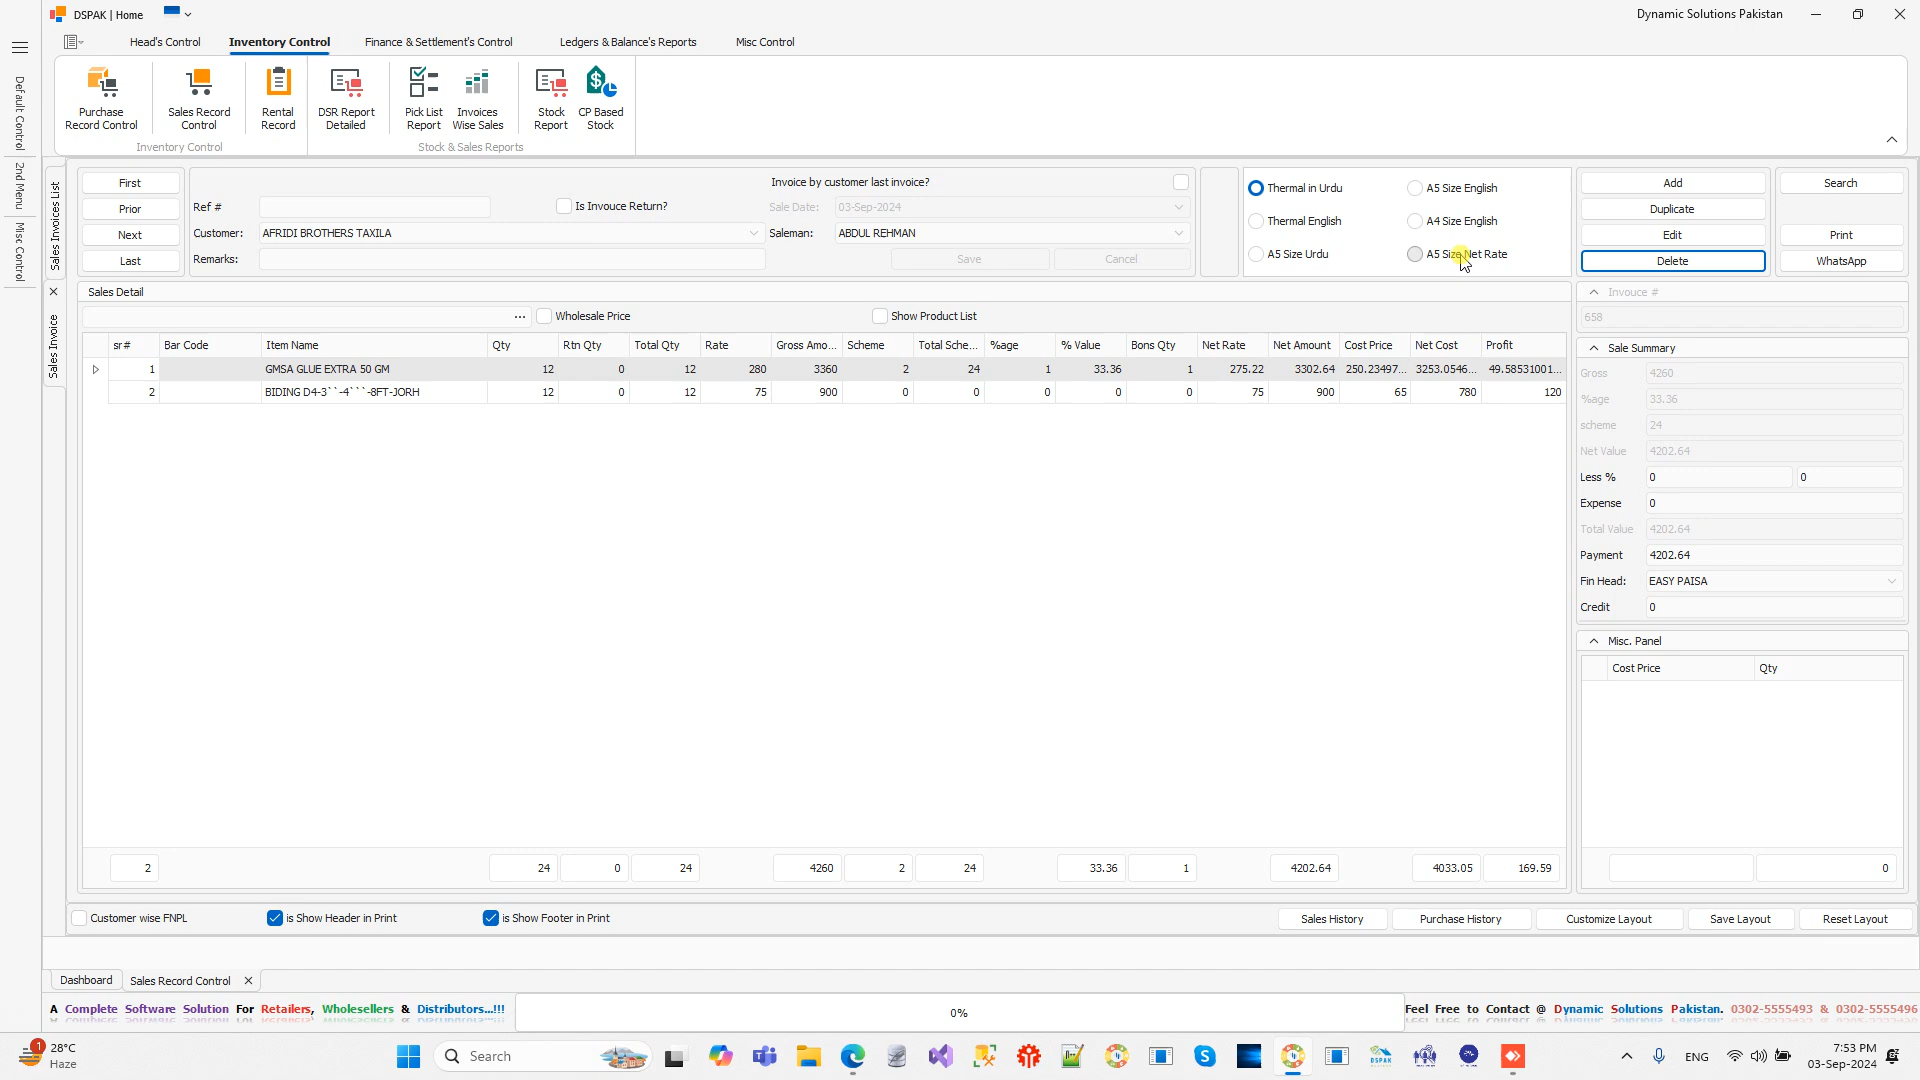 DSPAK | Home
Dynamic Solutions Pakistan
Head's Control Inventory Control Finance & Settlement's Control Ledgers & Balance's Reports Misc Control
Default Control
2nd Menu
Misc Control
Purchase Record Control
Sales Record Control
Rental Record
DSR Report Detailed
Pick List Report
Invoices Wise Sales
Stock Report
CP Based Stock
Inventory Control
Stock & Sales Reports
Sales Invoices List
Sales Invoice
First
Prior
Next
Last
Invoice by customer last invoice?
Ref #
Is Invouce Return?
Sale Date: 03-Sep-2024
Customer: AFRIDI BROTHERS TAXILA
Saleman: ABDUL REHMAN
Remarks:
Save
Cancel
Thermal in Urdu
A5 Size English
Thermal English
A4 Size English
A5 Size Urdu
A5 Size Net Rate
Add
Duplicate
Edit
Delete
Search
Print
WhatsApp
Sales Detail
... Wholesale Price Show Product List
sr# Bar Code Item Name Qty Rtn Qty Total Qty Rate Gross Amo... Scheme Total Sche... %age % Value Bons Qty Net Rate Net Amount Cost Price Net Cost Profit
1 GMSA GLUE EXTRA 50 GM 12 0 12 280 3360 2 24 1 33.36 1 275.22 3302.64 250.23497... 3253.0546... 49.58531001...
2 BIDING D4-3``-4```-8FT-JORH 12 0 12 75 900 0 0 0 0 0 75 900 65 780 120
2 24 0 24 4260 2 24 33.36 1 4202.64 4033.05 169.59
Invouce #
658
Sale Summary
Gross 4260
%age 33.36
scheme 24
Net Value 4202.64
Less % 0 0
Expense 0
Total Value 4202.64
Payment 4202.64
Fin Head: EASY PAISA
Credit 0
Misc. Panel
Cost Price Qty
0
Customer wise FNPL
is Show Header in Print
is Show Footer in Print
Sales History
Purchase History
Customize Layout
Save Layout
Reset Layout
Dashboard Sales Record Control
A Complete Software Solution For Retailers, Wholesellers & Distributors...!!!
0%
Feel Free to Contact @ Dynamic Solutions Pakistan. 0302-5555493 & 0302-5555496
1
28°C
Haze
Search
DSPAK
ENG
7:53 PM
03-Sep-2024